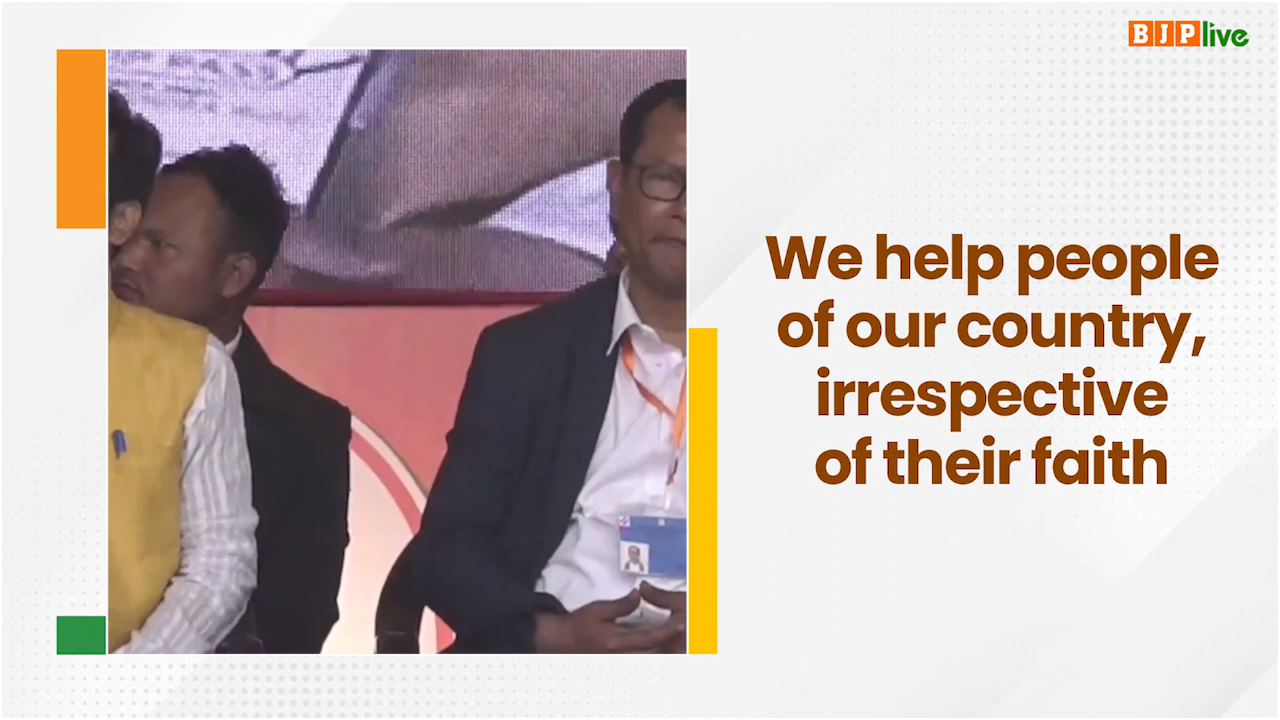 BJPlive
We help people
of our country,
irrespective
of their faith